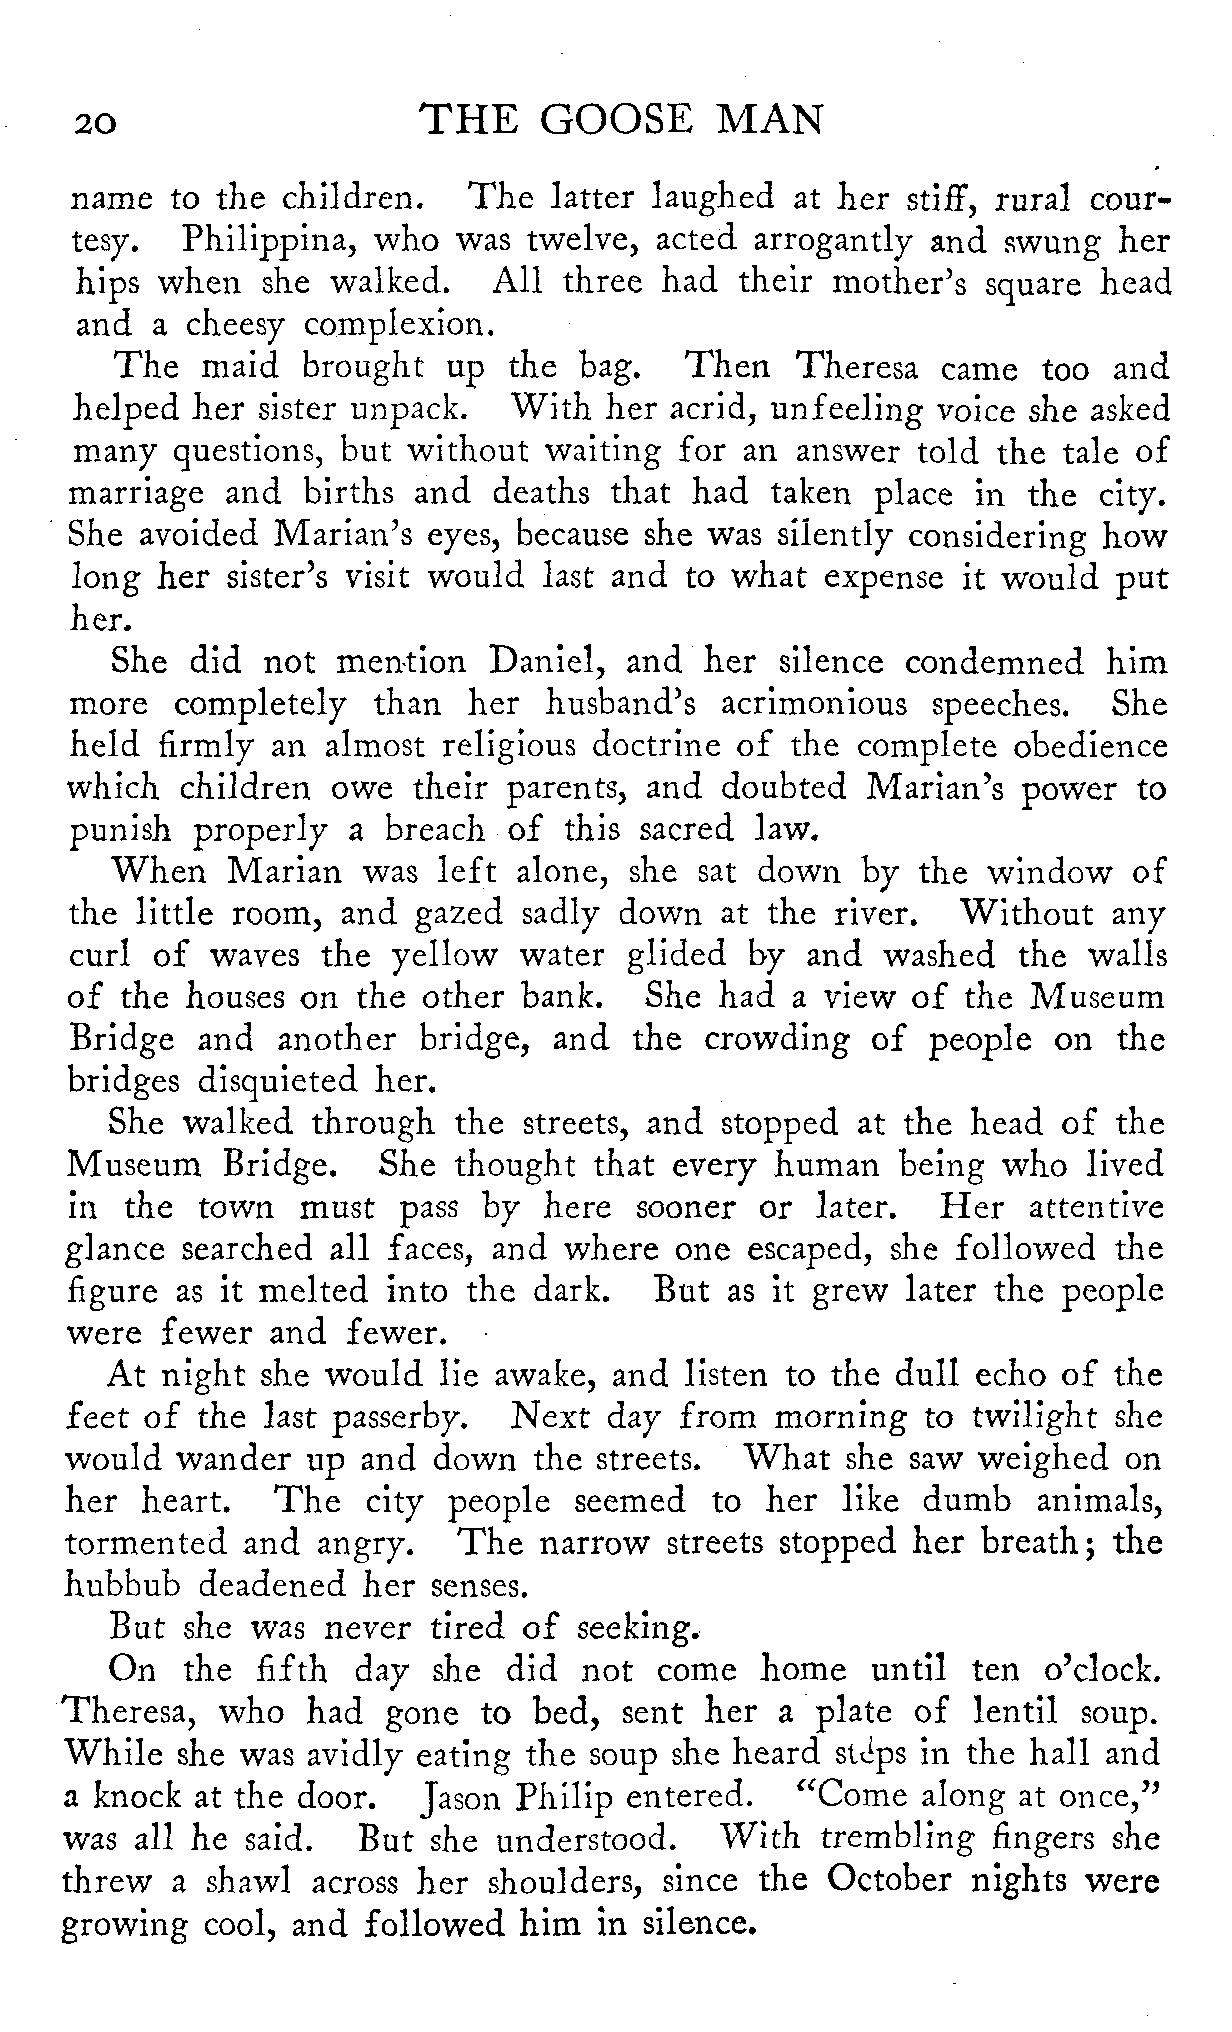 20 THE GOOSE MAN
name to the children. The latter laughed at her stiff, rural cour-
tesy. Philippina, who was twelve, acted arrogantly and swung her
hips when she walked. All three had their mother's square head
and a cheesy complexion.
The maid brought up the bag. Then Theresa came too and
helped her sister unpack. With her acrid, unfeeling voice she asked
many questions, but without waiting for an answer told the tale of
marriage and births and deaths that had taken place in the city.
She avoided Marian's eyes, because she was silently considering how
long her sister's visit would last and to what expense it would put
her.
She did not mention Daniel, and her silence condemned him
more completely than her husband's acrimonious speeches. She
held firmly an almost religious doctrine of the complete obedience
which children owe their parents, and doubted Marian's power to
punish properly a breach of this sacred law.
When Marian was left alone, she sat down by the window of
the little room, and gazed sadly down at the river. Without any
curl of waves the yellow water glided by and washed the walls
of the houses on the other bank. She had a view of the Museum
Bridge and another bridge, and the crowding of people on the
bridges disquieted her.
She walked through the streets, and stopped at the head of the
Museum Bridge. She thought that every human being who lived
in the town must pass by here sooner or later. Her attentive
glance searched all faces, and where one escaped, she followed the
figure as it melted into the dark. But as it grew later the people
were fewer and fewer.
At night she would lie awake, and listen to the dull echo of the
feet of the last passerby. Next day from morning to twilight she
would wander up and down the streets. What she saw weighed on
her heart. The city people seemed to her like dumb animals,
tormented and angry. The narrow streets stopped her breath; the
hubbub deadened her senses.
But she was never tired of seeking.
On the fifth day she did not come home until ten o'clock.
Theresa, who had gone to bed, sent her a plate of lentil soup.
While she was avidly eating the soup she heard steps in the hall and
a knock at the door. Jason Philip entered. "Come along at once,"
was all he said. But she understood. With trembling fingers she
threw a shawl across her shoulders, since the October nights were
growing cool, and followed him in silence.